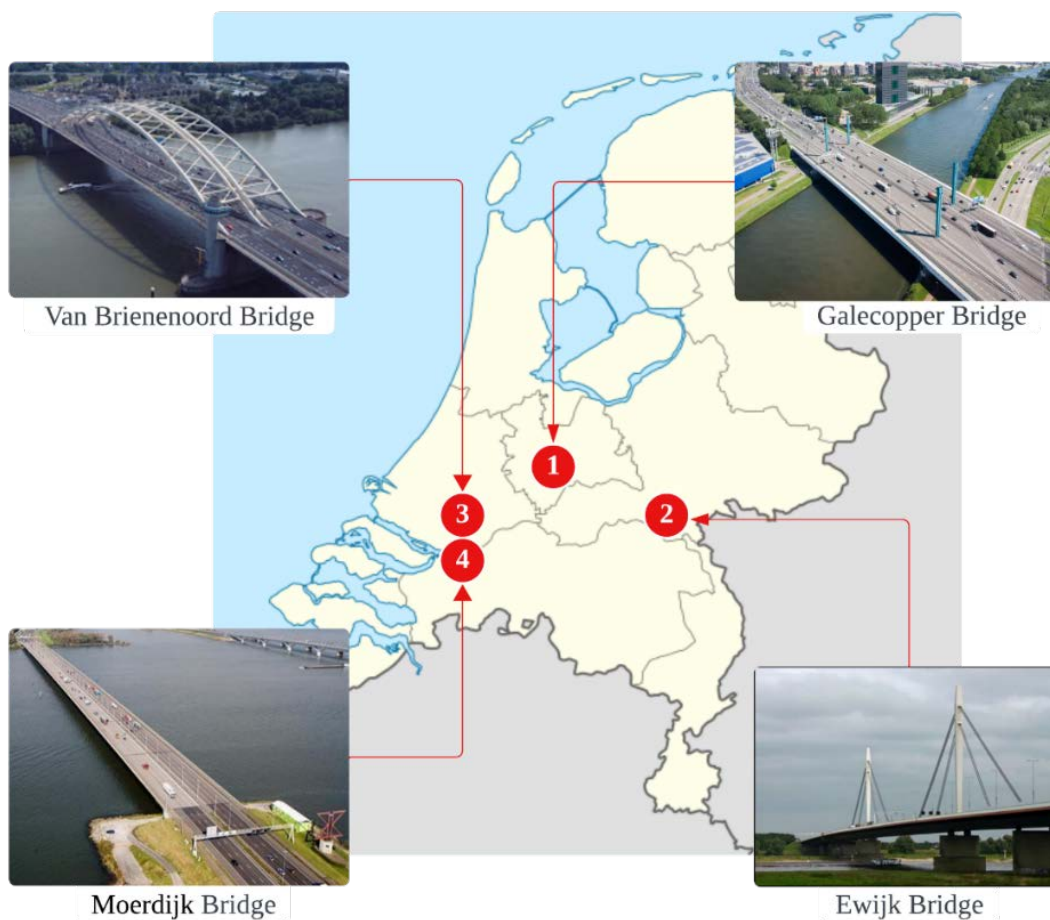 Van Brienenoord Bridge
Galecopper Bridge
1
3
2
4
Moerdijk Bridge
Ewijk Bridge